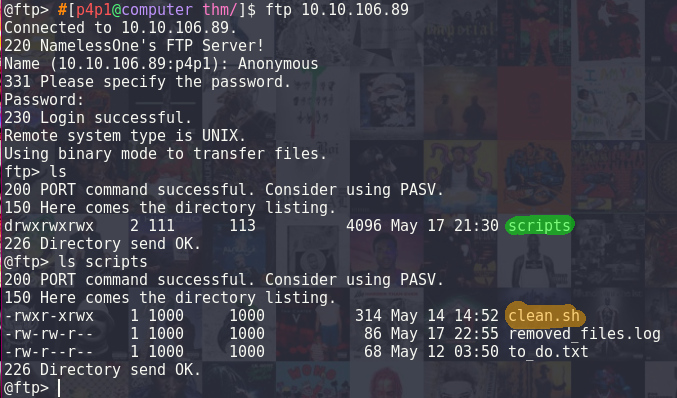 @ftp> #[p4p1@computer thm/]$ ftp 10.10.106.89
Connected to 10.10.106.89.
220 NamelessOne's FTP Server!
Name (10.10.106.89:p4p1): Anonymous
331 Please specify the password.
Password:
230 Login successful.
Remote system type is UNIX.
Using binary mode to transfer files.
ftp> ls
200 PORT command successful. Consider using PASV.
150 Here comes the directory listing.
drwxrwxrwx    2 111      113          4096 May 17 21:30 scripts
226 Directory send OK.
@ftp> ls scripts
200 PORT command successful. Consider using PASV.
150 Here comes the directory listing.
-rwxr-xrwx    1 1000     1000          314 May 14 14:52 clean.sh
-rw-rw-r--    1 1000     1000           86 May 17 22:55 removed_files.log
-rw-r--r--    1 1000     1000           68 May 12 03:50 to_do.txt
226 Directory send OK.
@ftp>